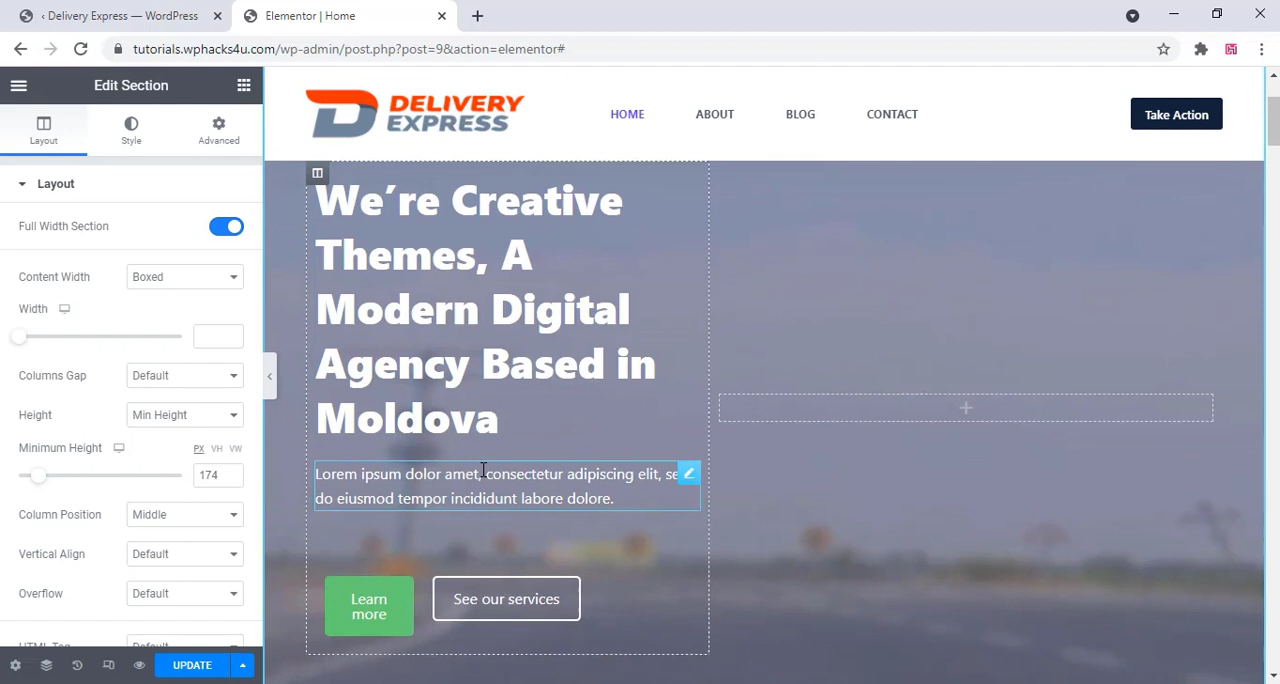 ‹ Delivery Express — WordPress
Elementor | Home
tutorials.wphacks4u.com/wp-admin/post.php?post=9&action=elementor#
Edit Section
Layout
Style
Advanced
Layout
Full Width Section
Content Width
Boxed
Width
Columns Gap
Default
Height
Min Height
Minimum Height
PX VH VW
174
Column Position
Middle
Vertical Align
Default
Overflow
Default
HTML Tag
Default
UPDATE
DELIVERY
EXPRESS
HOME
ABOUT
BLOG
CONTACT
Take Action
We´re Creative
Themes, A
Modern Digital
Agency Based in
Moldova
Lorem ipsum dolor amet, consectetur adipiscing elit, se
do eiusmod tempor incididunt labore dolore.
Learn
more
See our services